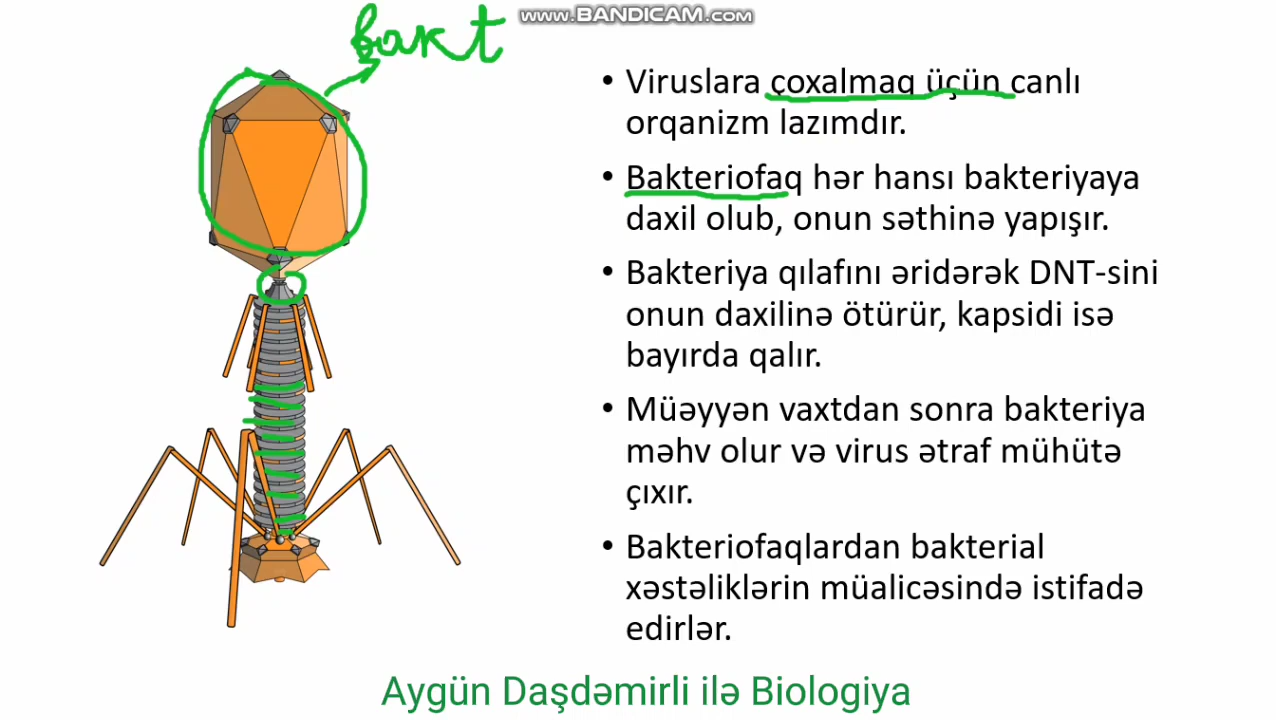 www.BANDICAM.com
bakt
• Viruslara çoxalmaq üçün canlı
orqanizm lazımdır.
• Bakteriofaq hər hansı bakteriyaya
daxil olub, onun səthinə yapışır.
• Bakteriya qılafını əridərək DNT-sini
onun daxilinə ötürür, kapsidi isə
bayırda qalır.
• Müəyyən vaxtdan sonra bakteriya
məhv olur və virus ətraf mühütə
çıxır.
• Bakteriofaqlardan bakterial
xəstəliklərin müalicəsində istifadə
edirlər.
Aygün Daşdəmirli ilə Biologiya